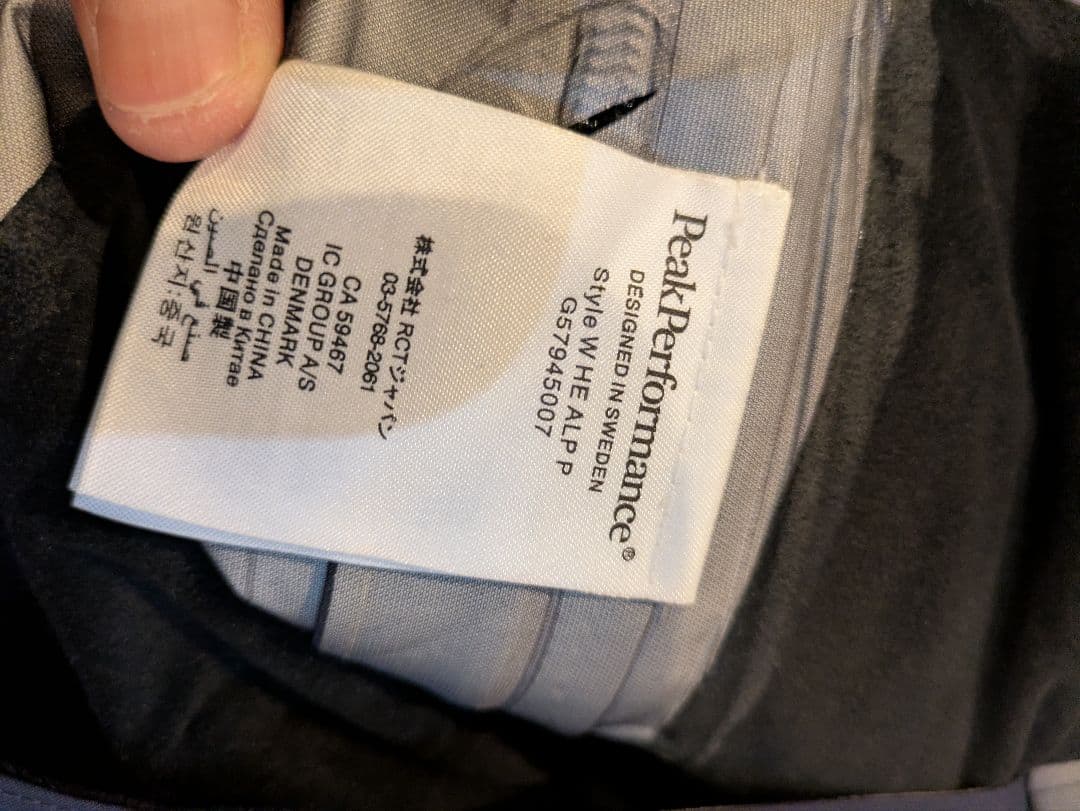 PeakPerformance®
DESIGNED IN SWEDEN
Style W HE ALP P
G57945007
株式会社 RCTジャパン
03-5768-2061
CA 59467
IC GROUP A/S
DENMARK
Made in CHINA
Сделано в Китае
中国製
صنع في الصين
원산지:중국